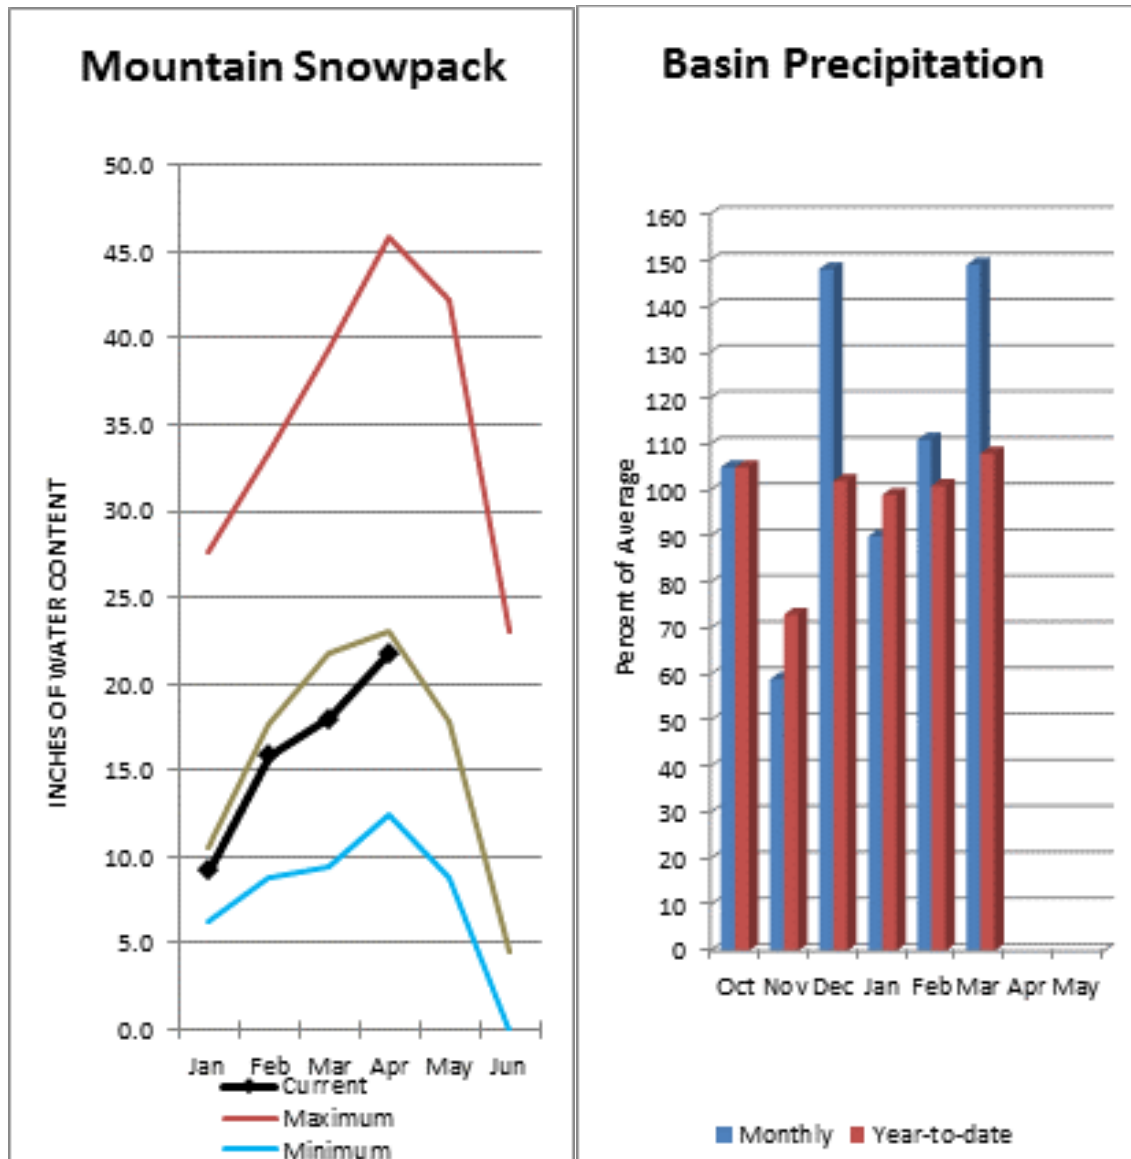 Mountain Snowpack
50.0
45.0
40.0
35.0
30.0
25.0
20.0
15.0
10.0
5.0
0.0
INCHES OF WATER CONTENT
Jan Feb Mar Apr May Jun
Current
Maximum
Minimum
Basin Precipitation
160
150
140
130
120
110
100
90
80
70
60
50
40
30
20
10
0
Percent of Average
Oct Nov Dec Jan Feb Mar Apr May
Monthly Year-to-date